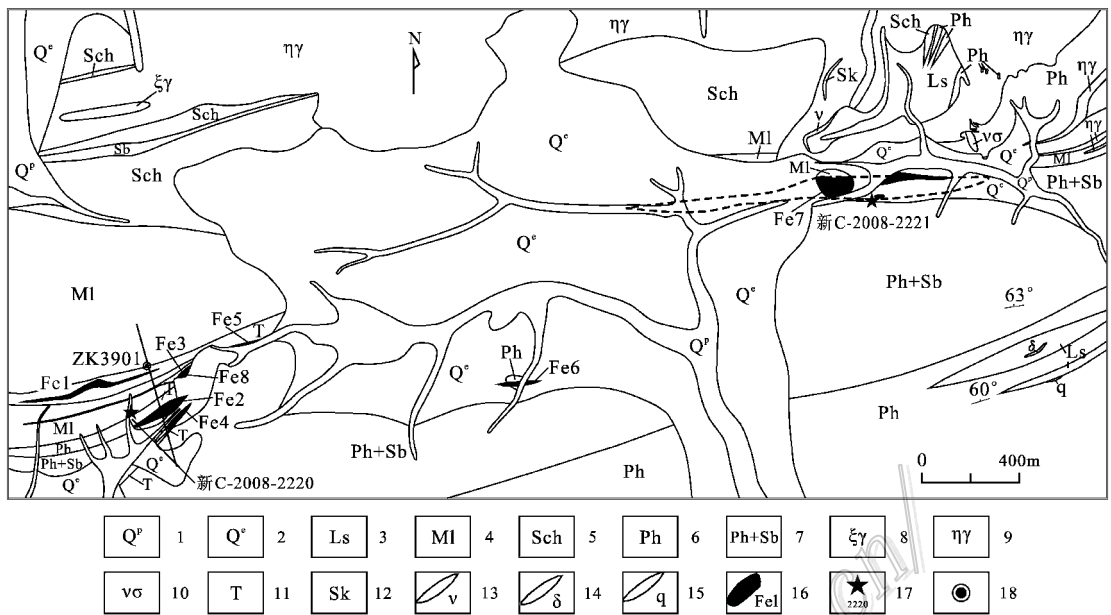 Qᵉ
Sch
ηγ
N
Sch
Ph
ηγ
ξγ
Sch
Sb
Sch
Qᵖ
Qᵉ
Sch
Sk
ν
Ls
Ph
Ph
ηγ
νσ
ηγ
Ml
Qᵉ
Qᵉ
Ml
Ml
Qᵖ
Qᵉ
Ph+Sb
Fe7
新C-2008-2221
Ml
Qᵉ
Qᵉ
Ph+Sb
63°
Fe5
T
ZK3901
Fe3
Qᵖ
Fe1
Fe8
T
Fe2
Ph
Fe6
Qᵉ
δ
Ls
60°
q
Ml
Fe4
T
Ph
Ph+Sb
Qᵉ
Qᵉ
T
新C-2008-2220
Ph+Sb
Ph
Ph
0 400m
Qᵖ 1 Qᵉ 2 Ls 3 Ml 4 Sch 5 Ph 6 Ph+Sb 7 ξγ 8 ηγ 9
νσ 10 T 11 Sk 12 ν 13 δ 14 q 15 Fe1 16 2220 17 18